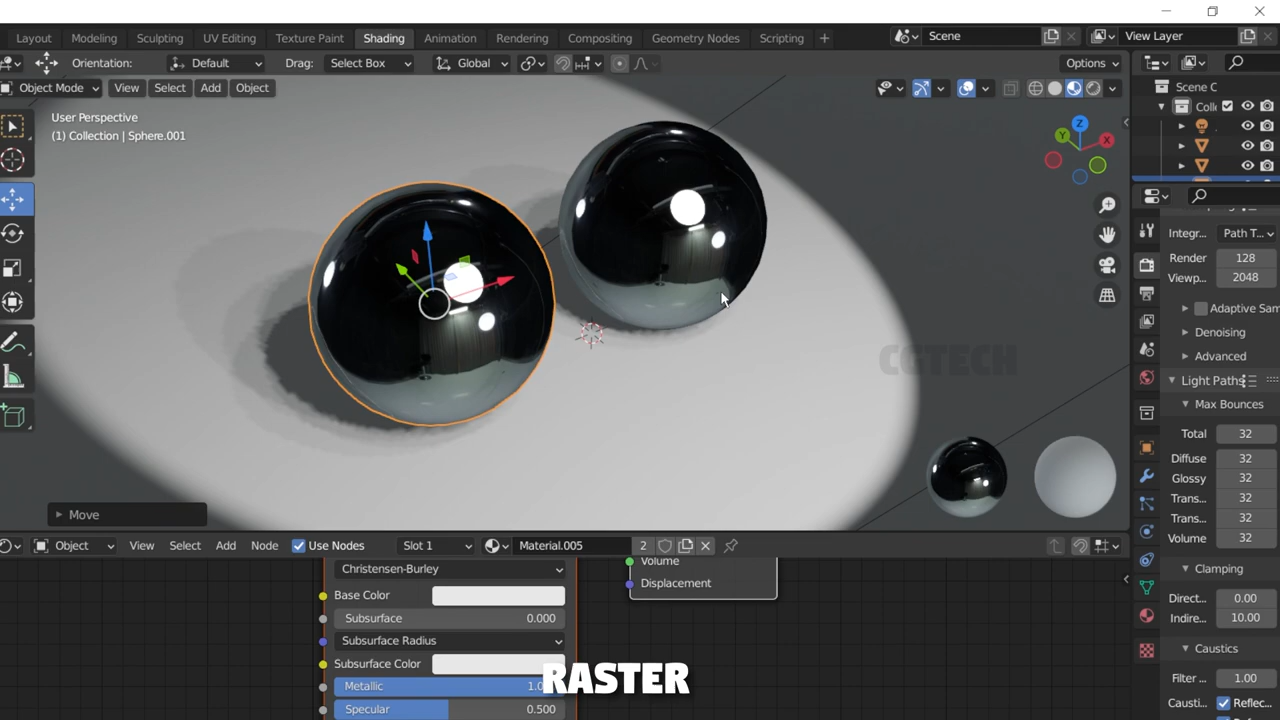 Layout Modeling Sculpting UV Editing Texture Paint Shading Animation Rendering Compositing Geometry Nodes Scripting + Scene View Layer
Orientation: Default Drag: Select Box Global Options
Object Mode View Select Add Object
User Perspective
(1) Collection | Sphere.001
Z
Y
X
Scene C
Colle
Integr... Path T...
Render 128
Viewp... 2048
Adaptive Sam
Denoising
Advanced
Light Paths
Max Bounces
Total 32
Diffuse 32
Glossy 32
Trans... 32
Trans... 32
Volume 32
Clamping
Direct... 0.00
Indire... 10.00
Caustics
Filter ... 1.00
Causti... Reflec...
CGTECH
Move
Object View Select Add Node Use Nodes Slot 1 Material.005 2
Christensen-Burley
Base Color
Subsurface 0.000
Subsurface Radius
Subsurface Color
Metallic 1.0
Specular 0.500
Volume
Displacement
RASTER